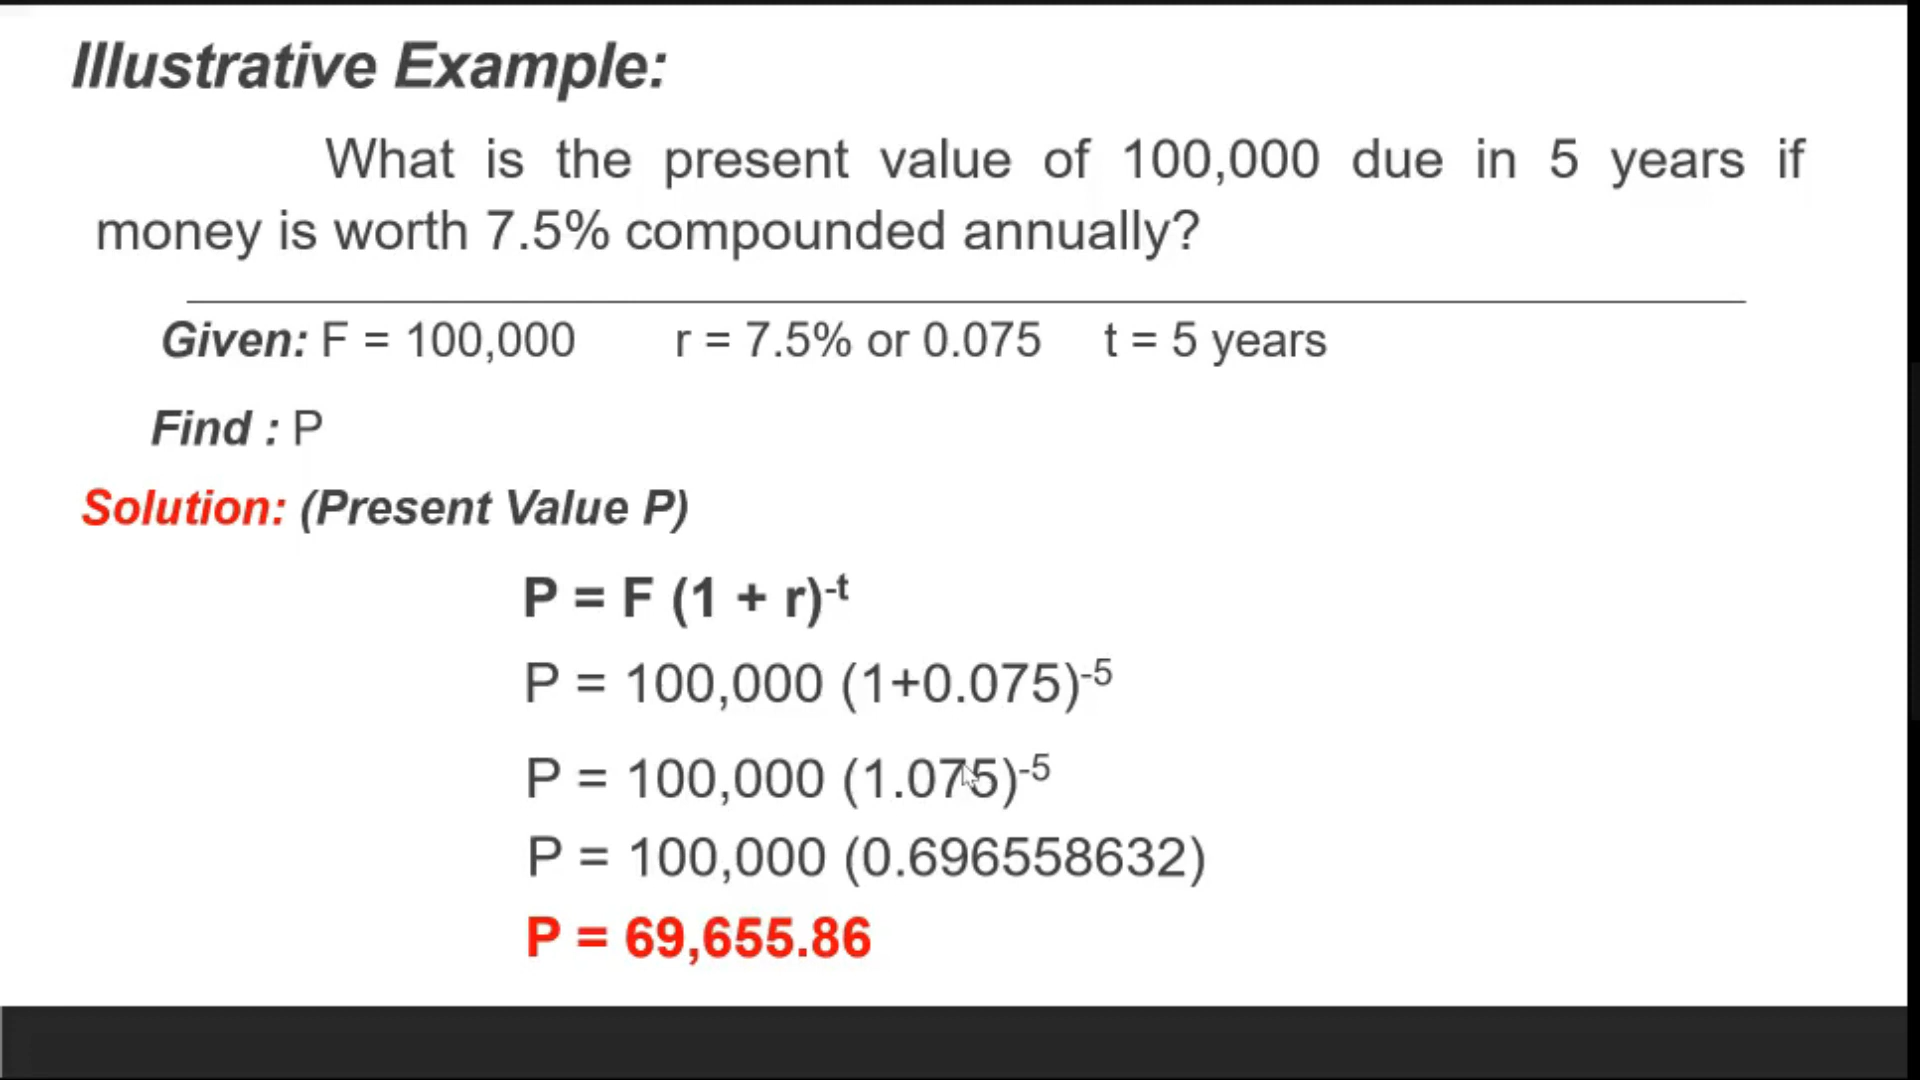 Illustrative Example:
What is the present value of 100,000 due in 5 years if
money is worth 7.5% compounded annually?
Given: F = 100,000 r = 7.5% or 0.075 t = 5 years
Find : P
Solution: (Present Value P)
P = F (1 + r)⁻ᵗ
P = 100,000 (1+0.075)⁻⁵
P = 100,000 (1.075)⁻⁵
P = 100,000 (0.696558632)
P = 69,655.86